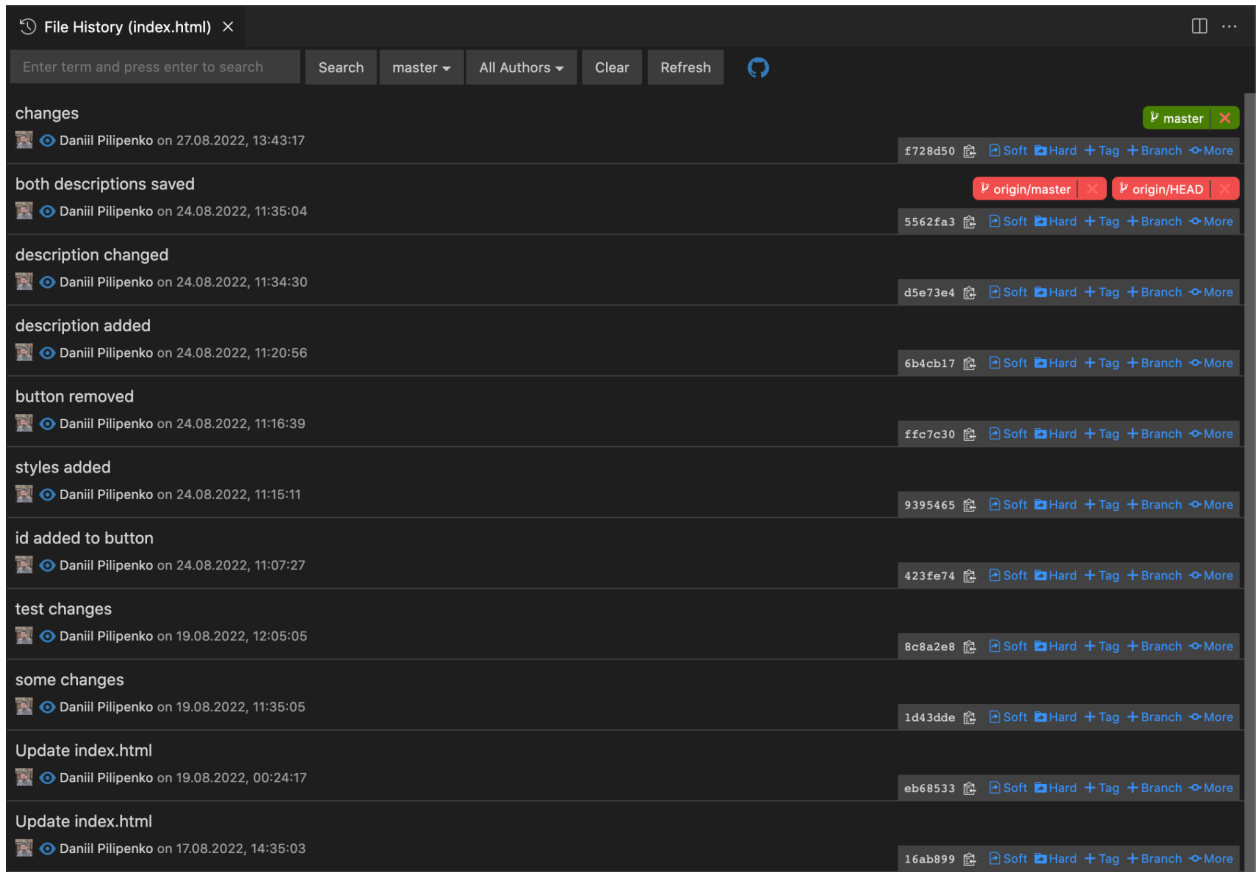 File History (index.html)
Enter term and press enter to search Search master All Authors Clear Refresh
changes
master
Daniil Pilipenko on 27.08.2022, 13:43:17
f728d50 Soft Hard Tag Branch More
both descriptions saved
origin/master origin/HEAD
Daniil Pilipenko on 24.08.2022, 11:35:04
5562fa3 Soft Hard Tag Branch More
description changed
Daniil Pilipenko on 24.08.2022, 11:34:30
d5e73e4 Soft Hard Tag Branch More
description added
Daniil Pilipenko on 24.08.2022, 11:20:56
6b4cb17 Soft Hard Tag Branch More
button removed
Daniil Pilipenko on 24.08.2022, 11:16:39
ffc7c30 Soft Hard Tag Branch More
styles added
Daniil Pilipenko on 24.08.2022, 11:15:11
9395465 Soft Hard Tag Branch More
id added to button
Daniil Pilipenko on 24.08.2022, 11:07:27
423fe74 Soft Hard Tag Branch More
test changes
Daniil Pilipenko on 19.08.2022, 12:05:05
8c8a2e8 Soft Hard Tag Branch More
some changes
Daniil Pilipenko on 19.08.2022, 11:35:05
1d43dde Soft Hard Tag Branch More
Update index.html
Daniil Pilipenko on 19.08.2022, 00:24:17
eb68533 Soft Hard Tag Branch More
Update index.html
Daniil Pilipenko on 17.08.2022, 14:35:03
16ab899 Soft Hard Tag Branch More